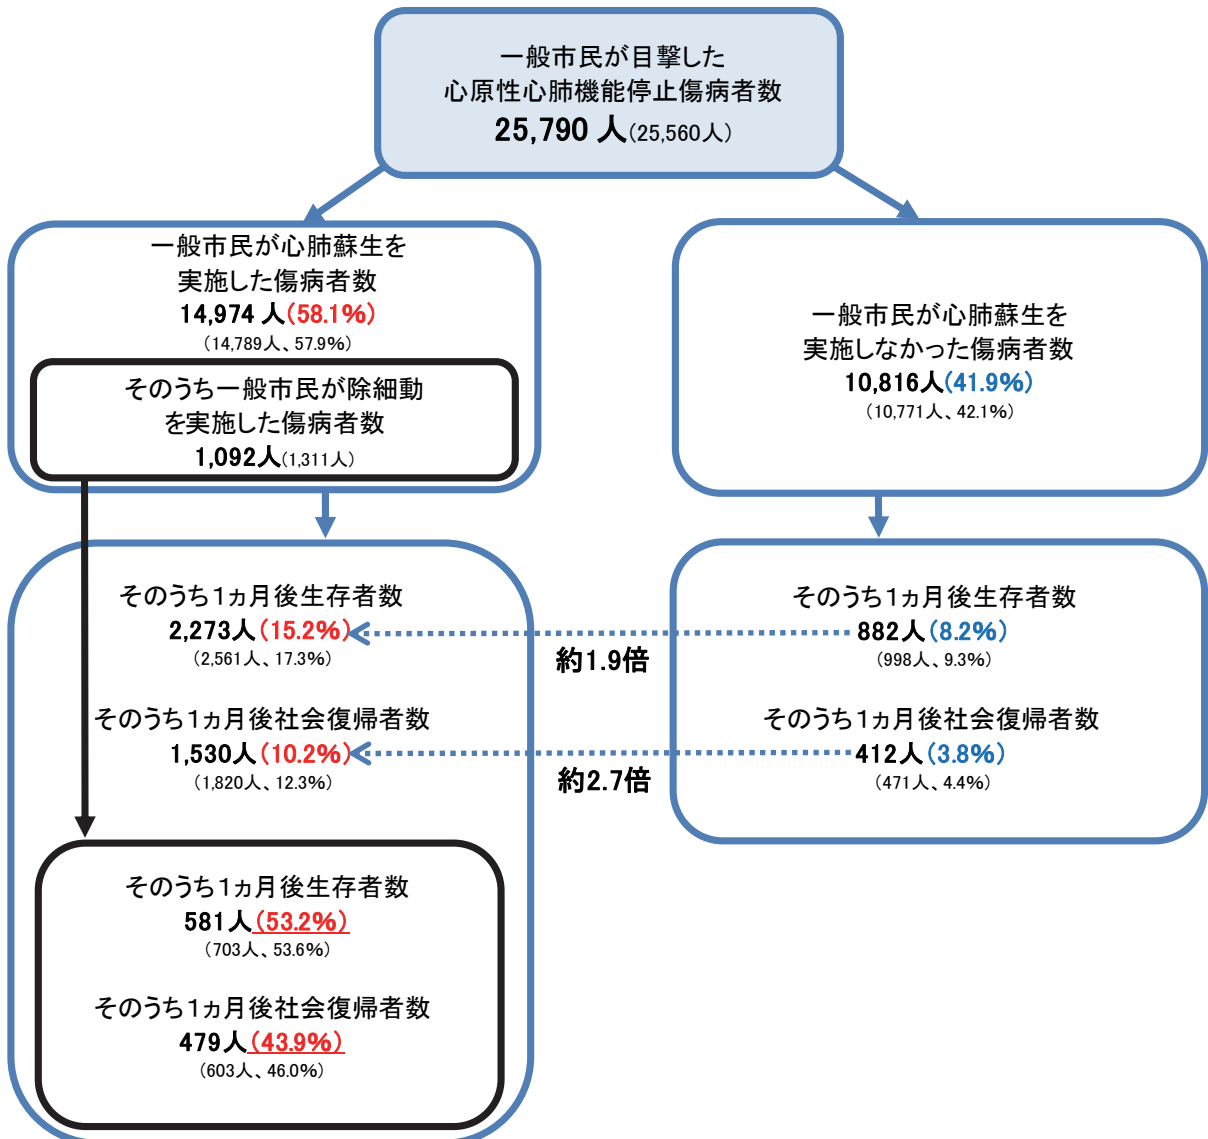 一般市民が目撃した
心原性心肺機能停止傷病者数
25,790 人(25,560人)
一般市民が心肺蘇生を
実施した傷病者数
14,974 人(58.1%)
(14,789人、57.9%)
そのうち一般市民が除細動
を実施した傷病者数
1,092人(1,311人)
一般市民が心肺蘇生を
実施しなかった傷病者数
10,816人(41.9%)
(10,771人、42.1%)
そのうち1ヵ月後生存者数
2,273人(15.2%)
(2,561人、17.3%)
そのうち1ヵ月後社会復帰者数
1,530人(10.2%)
(1,820人、12.3%)
約1.9倍
約2.7倍
そのうち1ヵ月後生存者数
882人(8.2%)
(998人、9.3%)
そのうち1ヵ月後社会復帰者数
412人(3.8%)
(471人、4.4%)
そのうち1ヵ月後生存者数
581人(53.2%)
(703人、53.6%)
そのうち1ヵ月後社会復帰者数
479人(43.9%)
(603人、46.0%)